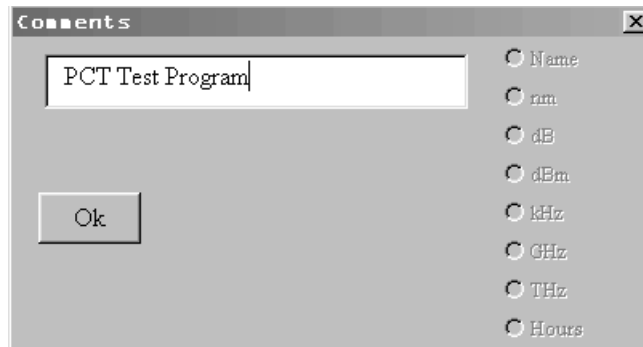 Comments
PCT Test Program
Ok
Name
nm
dB
dBm
kHz
GHz
THz
Hours